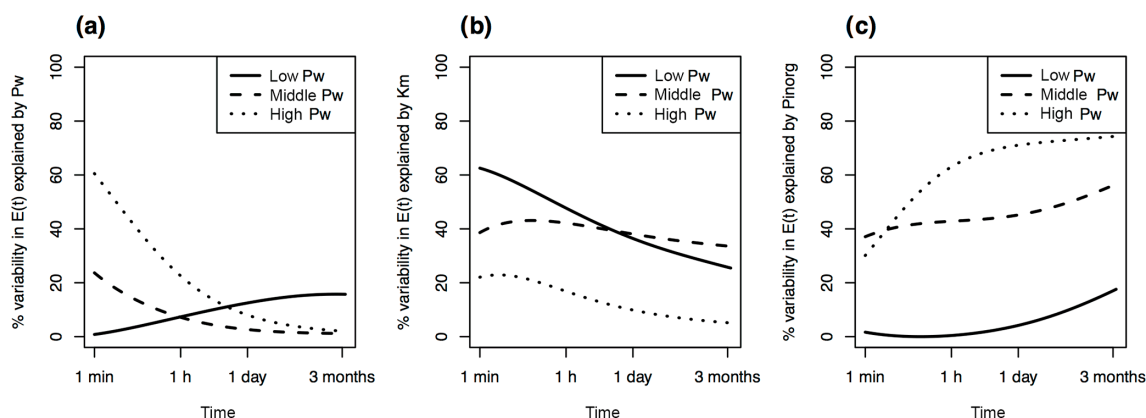 (a)
% variability in E(t) explained by Pw
100
80
60
40
20
0
Low Pw
Middle Pw
High Pw
1 min
1 h
1 day
3 months
Time
(b)
% variability in E(t) explained by Km
100
80
60
40
20
0
Low Pw
Middle Pw
High Pw
1 min
1 h
1 day
3 months
Time
(c)
% variability in E(t) explained by Pinorg
100
80
60
40
20
0
Low Pw
Middle Pw
High Pw
1 min
1 h
1 day
3 months
Time